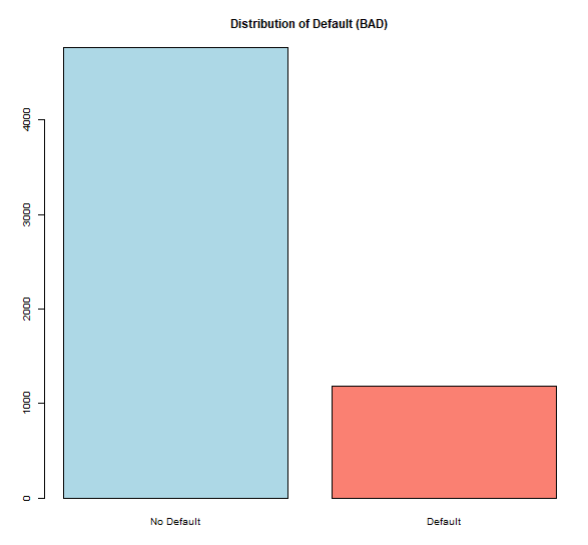 Distribution of Default (BAD)
4000
3000
2000
1000
0
No Default
Default